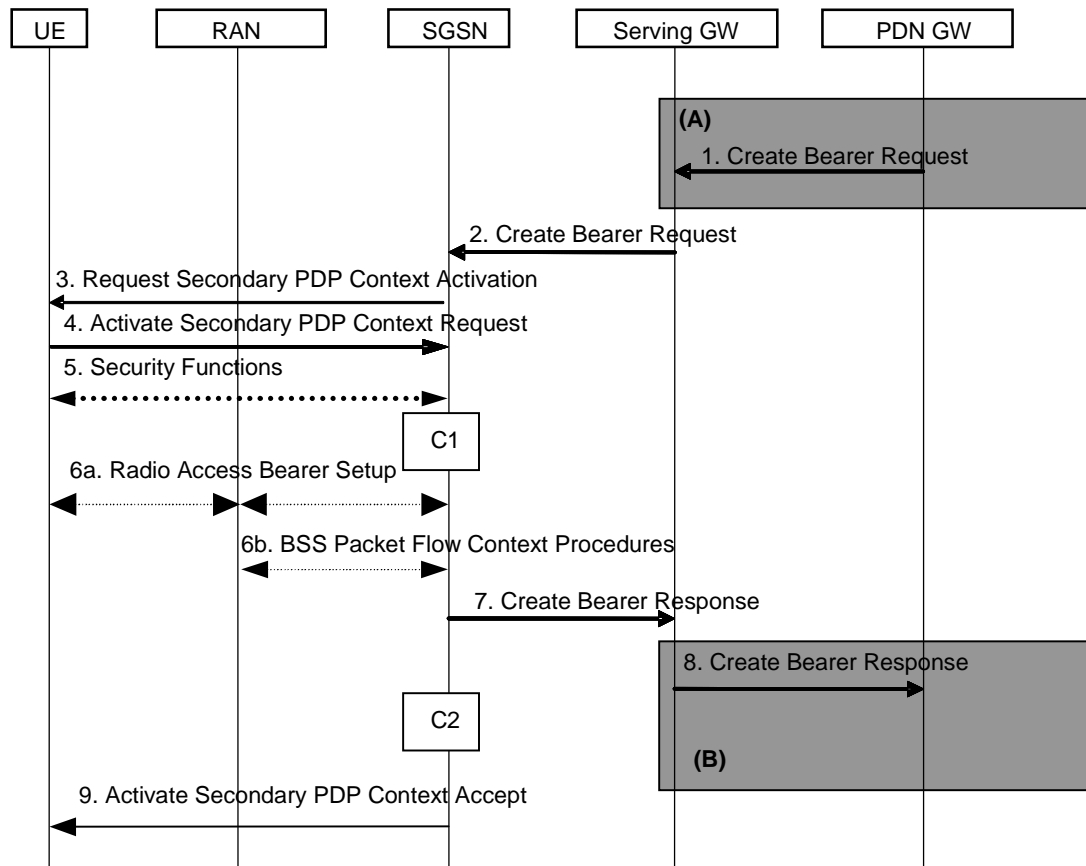 UE
RAN
SGSN
Serving GW
PDN GW
(A)
1. Create Bearer Request
2. Create Bearer Request
3. Request Secondary PDP Context Activation
4. Activate Secondary PDP Context Request
5. Security Functions
C1
6a. Radio Access Bearer Setup
6b. BSS Packet Flow Context Procedures
7. Create Bearer Response
8. Create Bearer Response
C2
(B)
9. Activate Secondary PDP Context Accept